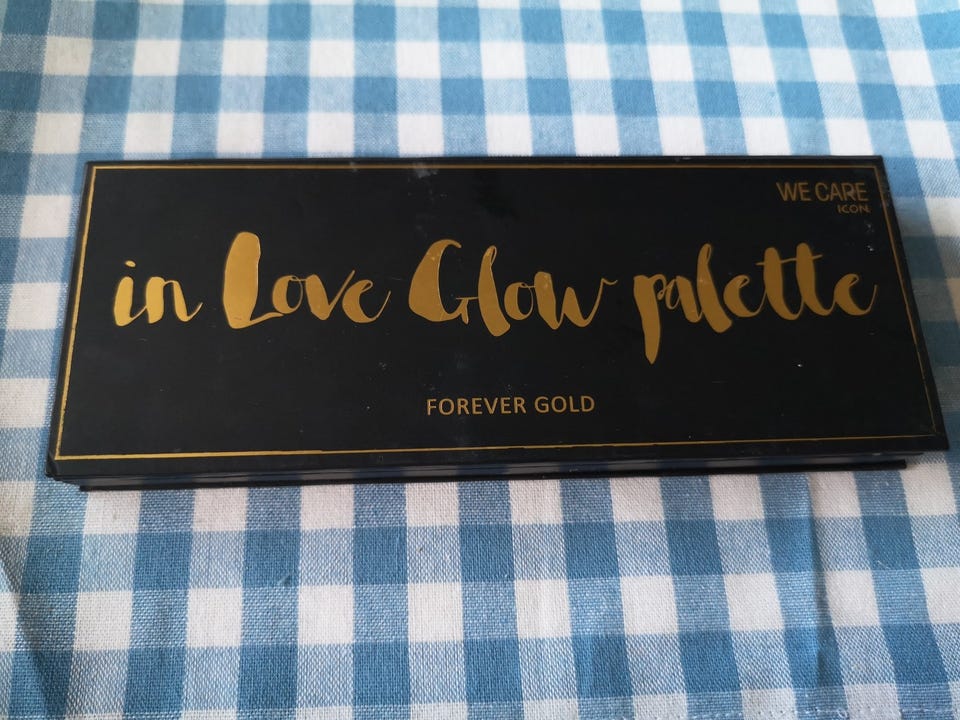 WE CARE
ICON
in Love Glow palette
FOREVER GOLD